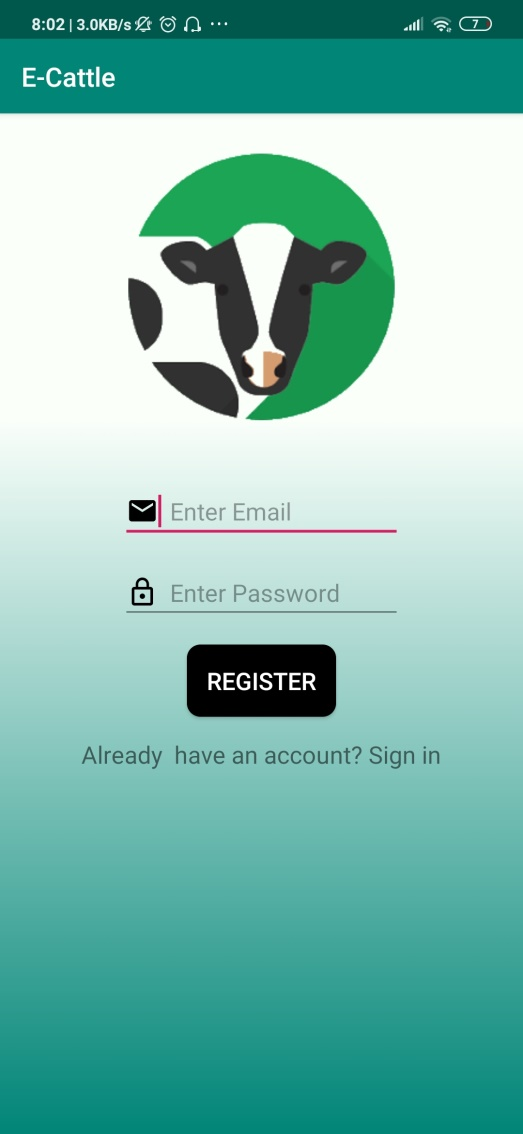 8:02 | 3.0KB/s ... 7
E-Cattle
Enter Email
Enter Password
REGISTER
Already  have an account? Sign in